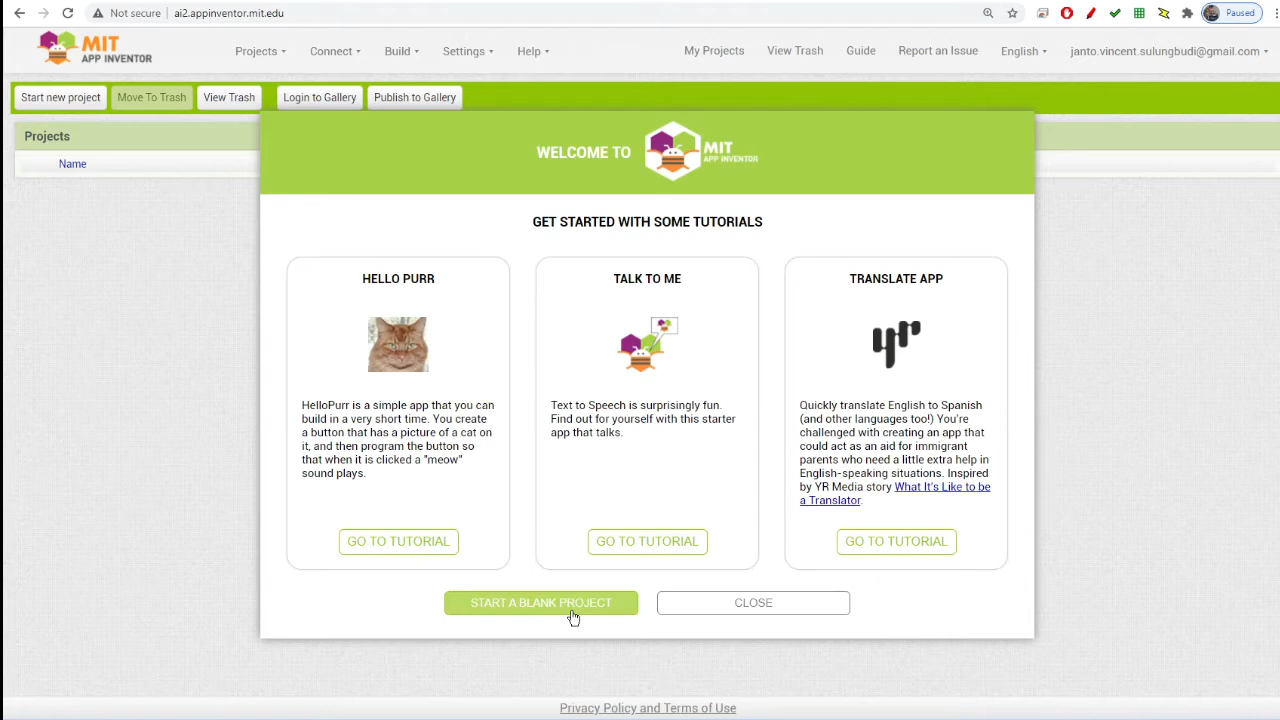 Not secure
ai2.appinventor.mit.edu
Paused
MIT
APP INVENTOR
Projects
Connect
Build
Settings
Help
My Projects
View Trash
Guide
Report an Issue
English
janto.vincent.sulungbudi@gmail.com
Start new project
Move To Trash
View Trash
Login to Gallery
Publish to Gallery
Projects
Name
WELCOME TO
MIT
APP INVENTOR
GET STARTED WITH SOME TUTORIALS
HELLO PURR
HelloPurr is a simple app that you can
build in a very short time. You create
a button that has a picture of a cat on
it, and then program the button so
that when it is clicked a "meow"
sound plays.
GO TO TUTORIAL
TALK TO ME
Text to Speech is surprisingly fun.
Find out for yourself with this starter
app that talks.
GO TO TUTORIAL
TRANSLATE APP
Quickly translate English to Spanish
(and other languages too!) You're
challenged with creating an app that
could act as an aid for immigrant
parents who need a little extra help in
English-speaking situations. Inspired
by YR Media story What It's Like to be
a Translator.
GO TO TUTORIAL
START A BLANK PROJECT
CLOSE
Privacy Policy and Terms of Use